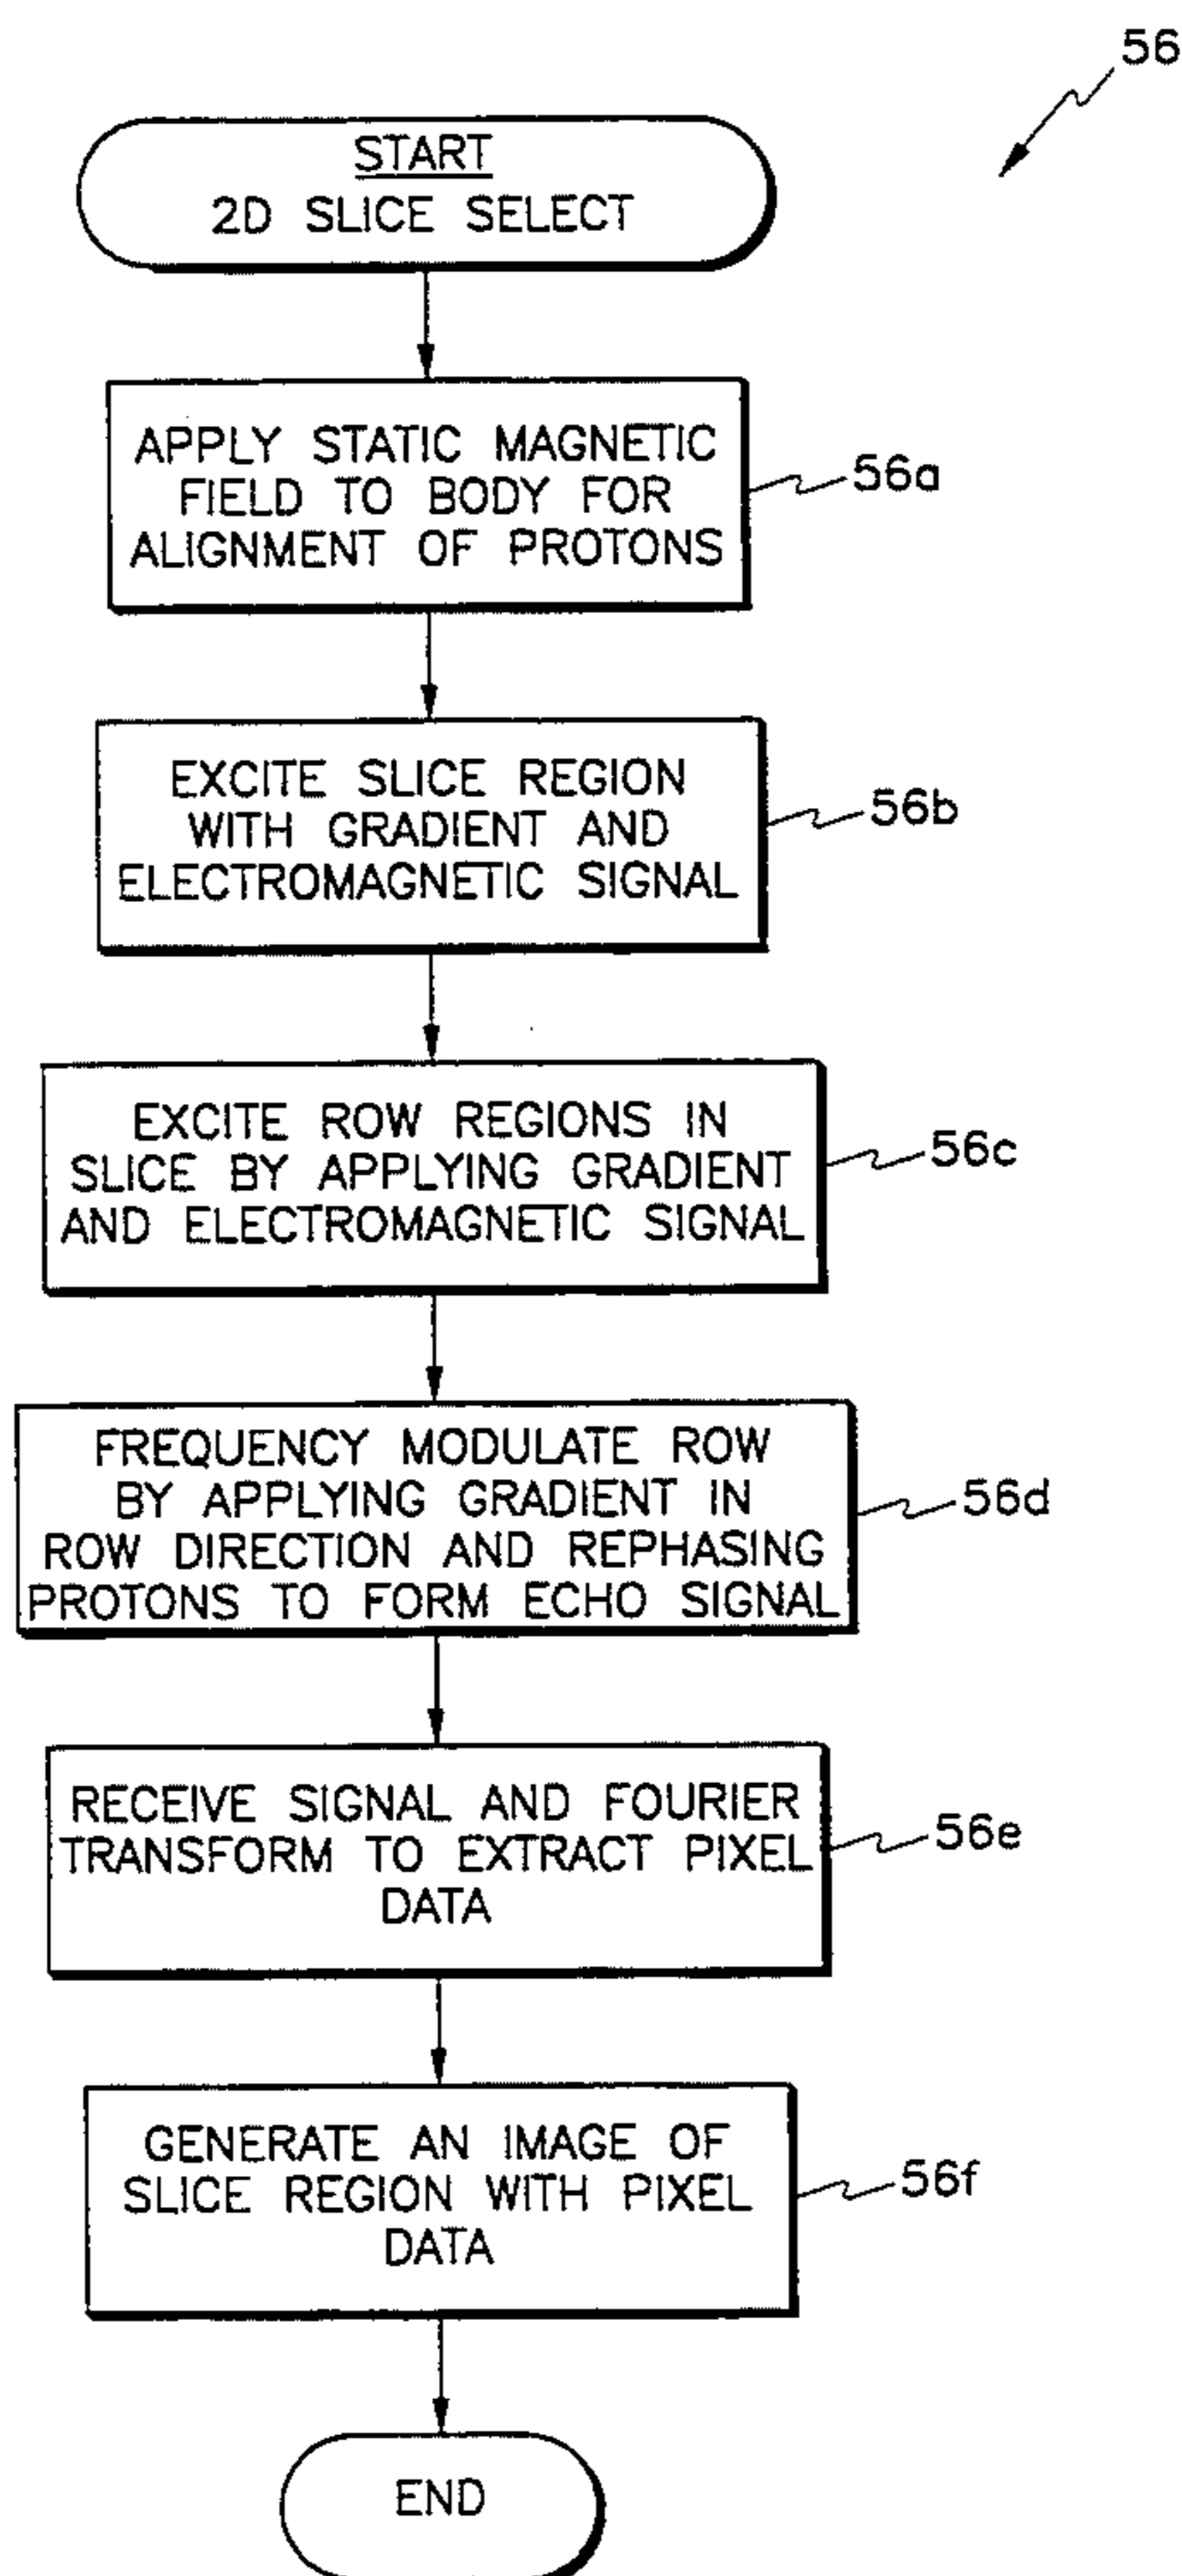 56
START
2D SLICE SELECT
APPLY STATIC MAGNETIC
FIELD TO BODY FOR
ALIGNMENT OF PROTONS
56a
EXCITE SLICE REGION
WITH GRADIENT AND
ELECTROMAGNETIC SIGNAL
56b
EXCITE ROW REGIONS IN
SLICE BY APPLYING GRADIENT
AND ELECTROMAGNETIC SIGNAL
56c
FREQUENCY MODULATE ROW
BY APPLYING GRADIENT IN
ROW DIRECTION AND REPHASING
PROTONS TO FORM ECHO SIGNAL
56d
RECEIVE SIGNAL AND FOURIER
TRANSFORM TO EXTRACT PIXEL
DATA
56e
GENERATE AN IMAGE OF
SLICE REGION WITH PIXEL
DATA
56f
END